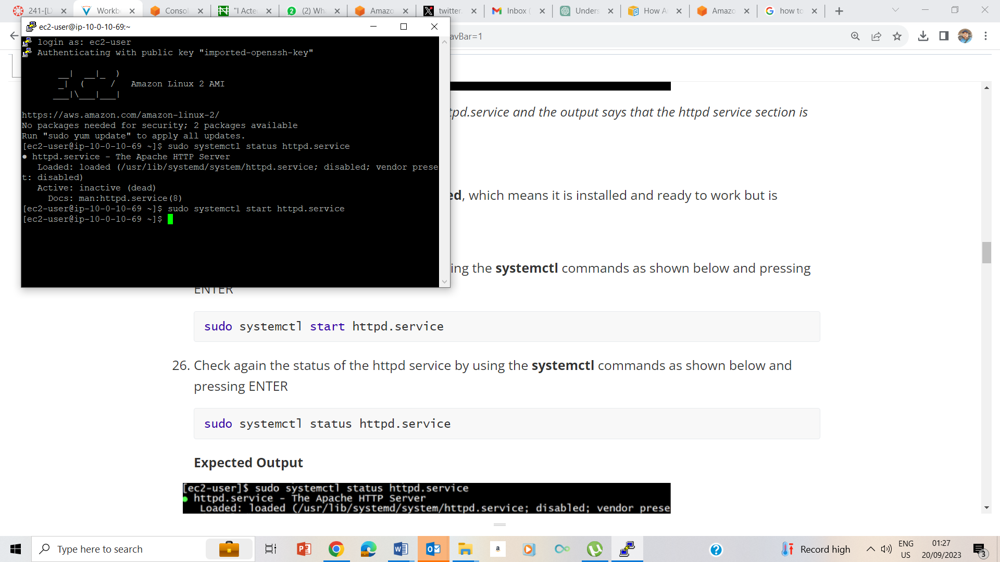 241-[L
Workb
Conso
"I Acte
(2) Wh
Amazo
twitter.
Inbox (
Unders
How A
Amazo
how to
ec2-user@ip-10-0-10-69:~
avBar=1
login as: ec2-user
Authenticating with public key "imported-openssh-key"
__|  __|_  )
_|  (     /   Amazon Linux 2 AMI
___|\___|___|
https://aws.amazon.com/amazon-linux-2/
No packages needed for security; 2 packages available
Run "sudo yum update" to apply all updates.
[ec2-user@ip-10-0-10-69 ~]$ sudo systemctl status httpd.service
● httpd.service - The Apache HTTP Server
Loaded: loaded (/usr/lib/systemd/system/httpd.service; disabled; vendor prese
t: disabled)
Active: inactive (dead)
Docs: man:httpd.service(8)
[ec2-user@ip-10-0-10-69 ~]$ sudo systemctl start httpd.service
[ec2-user@ip-10-0-10-69 ~]$
tpd.service and the output says that the httpd service section is
ed, which means it is installed and ready to work but is
ing the systemctl commands as shown below and pressing
ENTER
sudo systemctl start httpd.service
26. Check again the status of the httpd service by using the systemctl commands as shown below and
pressing ENTER
sudo systemctl status httpd.service
Expected Output
[ec2-user]$ sudo systemctl status httpd.service
● httpd.service - The Apache HTTP Server
Loaded: loaded (/usr/lib/systemd/system/httpd.service; disabled; vendor prese
Type here to search
Record high
ENG
US
01:27
20/09/2023
3